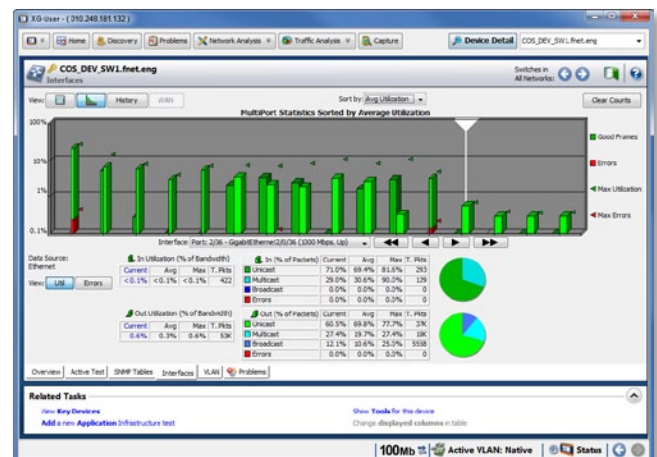 XG-User - ( 010.248.181.132 )
Home Discovery Problems Network Analysis Traffic Analysis Capture Device Detail COS_DEV_SW1.fnet.eng
COS_DEV_SW1.fnet.eng
Interfaces
Switches in
All Networks:
View: History VLAN Sort by: Avg Utilization Clear Counts
MultiPort Statistics Sorted by Average Utilization
100%
10%
1%
0.1%
Good Frames
Errors
Max Utilization
Max Errors
Interface Port: 2/36 - GigabitEthernet2/0/36 (1000 Mbps, Up)
Data Source:
Ethernet
View: Util Errors
In Utilization (% of Bandwidth)
Current Avg Max T. Pkts
<0.1% <0.1% <0.1% 422
In (% of Packets) Current Avg Max T. Pkts
Unicast 71.0% 69.4% 81.6% 293
Multicast 29.0% 30.6% 90.0% 129
Broadcast 0.0% 0.0% 0.0% 0
Errors 0.0% 0.0% 0.0% 0
Out Utilization (% of Bandwidth)
Current Avg Max T. Pkts
0.6% 0.3% 0.6% 53K
Out (% of Packets) Current Avg Max T. Pkts
Unicast 60.5% 69.8% 77.7% 37K
Multicast 27.4% 19.7% 27.4% 10K
Broadcast 12.1% 10.6% 25.0% 5558
Errors 0.0% 0.0% 0.0% 0
Overview Active Test SNMP Tables Interfaces VLAN Problems
Related Tasks
View Key Devices
Add a new Application Infrastructure test
Show Tools for this device
Change displayed columns in table
100Mb Active VLAN: Native Status